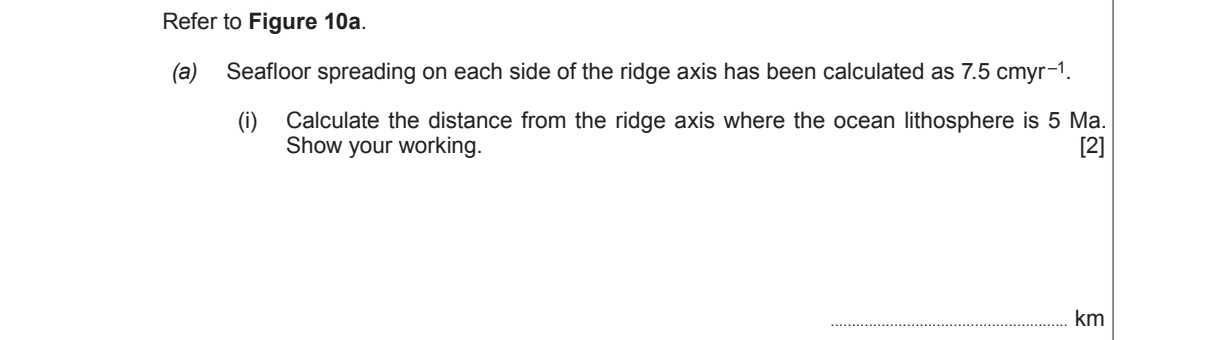 Refer to Figure 10a.
(a) Seafloor spreading on each side of the ridge axis has been calculated as 7.5 cmyr⁻¹.
(i) Calculate the distance from the ridge axis where the ocean lithosphere is 5 Ma.
Show your working. [2]
........................................................ km